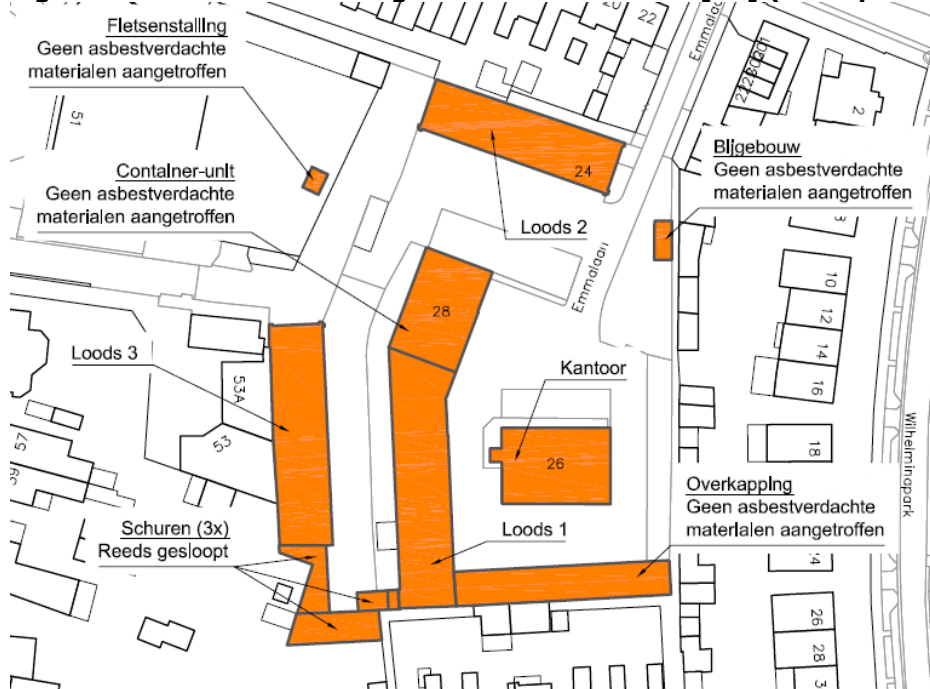 Fietsenstalling
Geen asbestverdachte
materialen aangetroffen
Container-unit
Geen asbestverdachte
materialen aangetroffen
Bijgebouw
Geen asbestverdachte
materialen aangetroffen
Loods 2
Loods 3
Kantoor
Overkapping
Geen asbestverdachte
materialen aangetroffen
Schuren (3x)
Reeds gesloopt
Loods 1
Emmalaan
Wilhelminapark
51
22
24
2
28
10
12
14
16
53A
53
57
26
18
26
28